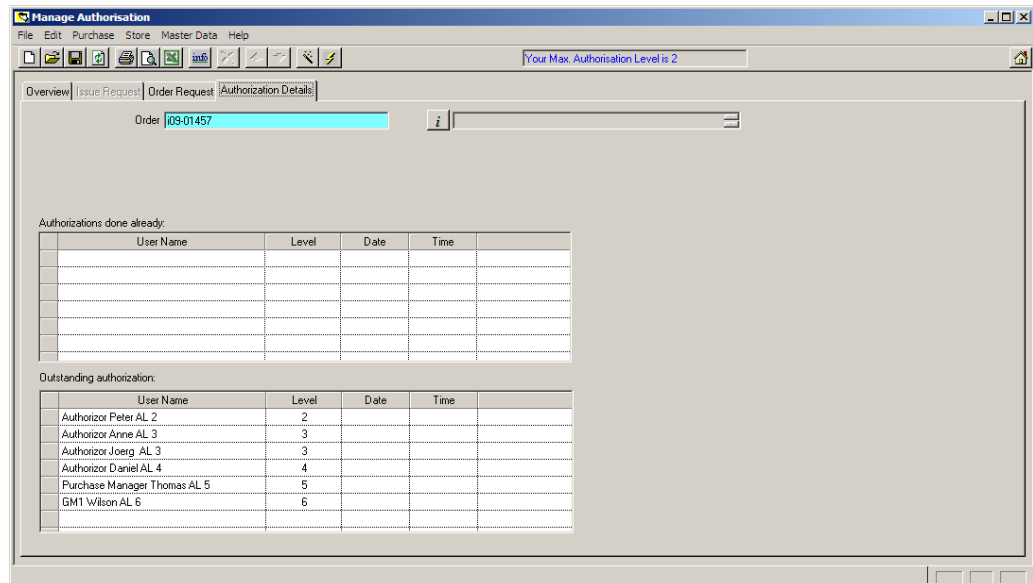 Manage Authorisation
File Edit Purchase Store Master Data Help
info Your Max. Authorisation Level is 2
Overview Issue Request Order Request Authorization Details
Order i09-01457 i
Authorizations done already:
User Name Level Date Time
Outstanding authorization:
User Name Level Date Time
Authorizor Peter AL 2 2
Authorizor Anne AL 3 3
Authorizor Joerg AL 3 3
Authorizor Daniel AL 4 4
Purchase Manager Thomas AL 5 5
GM1 Wilson AL 6 6